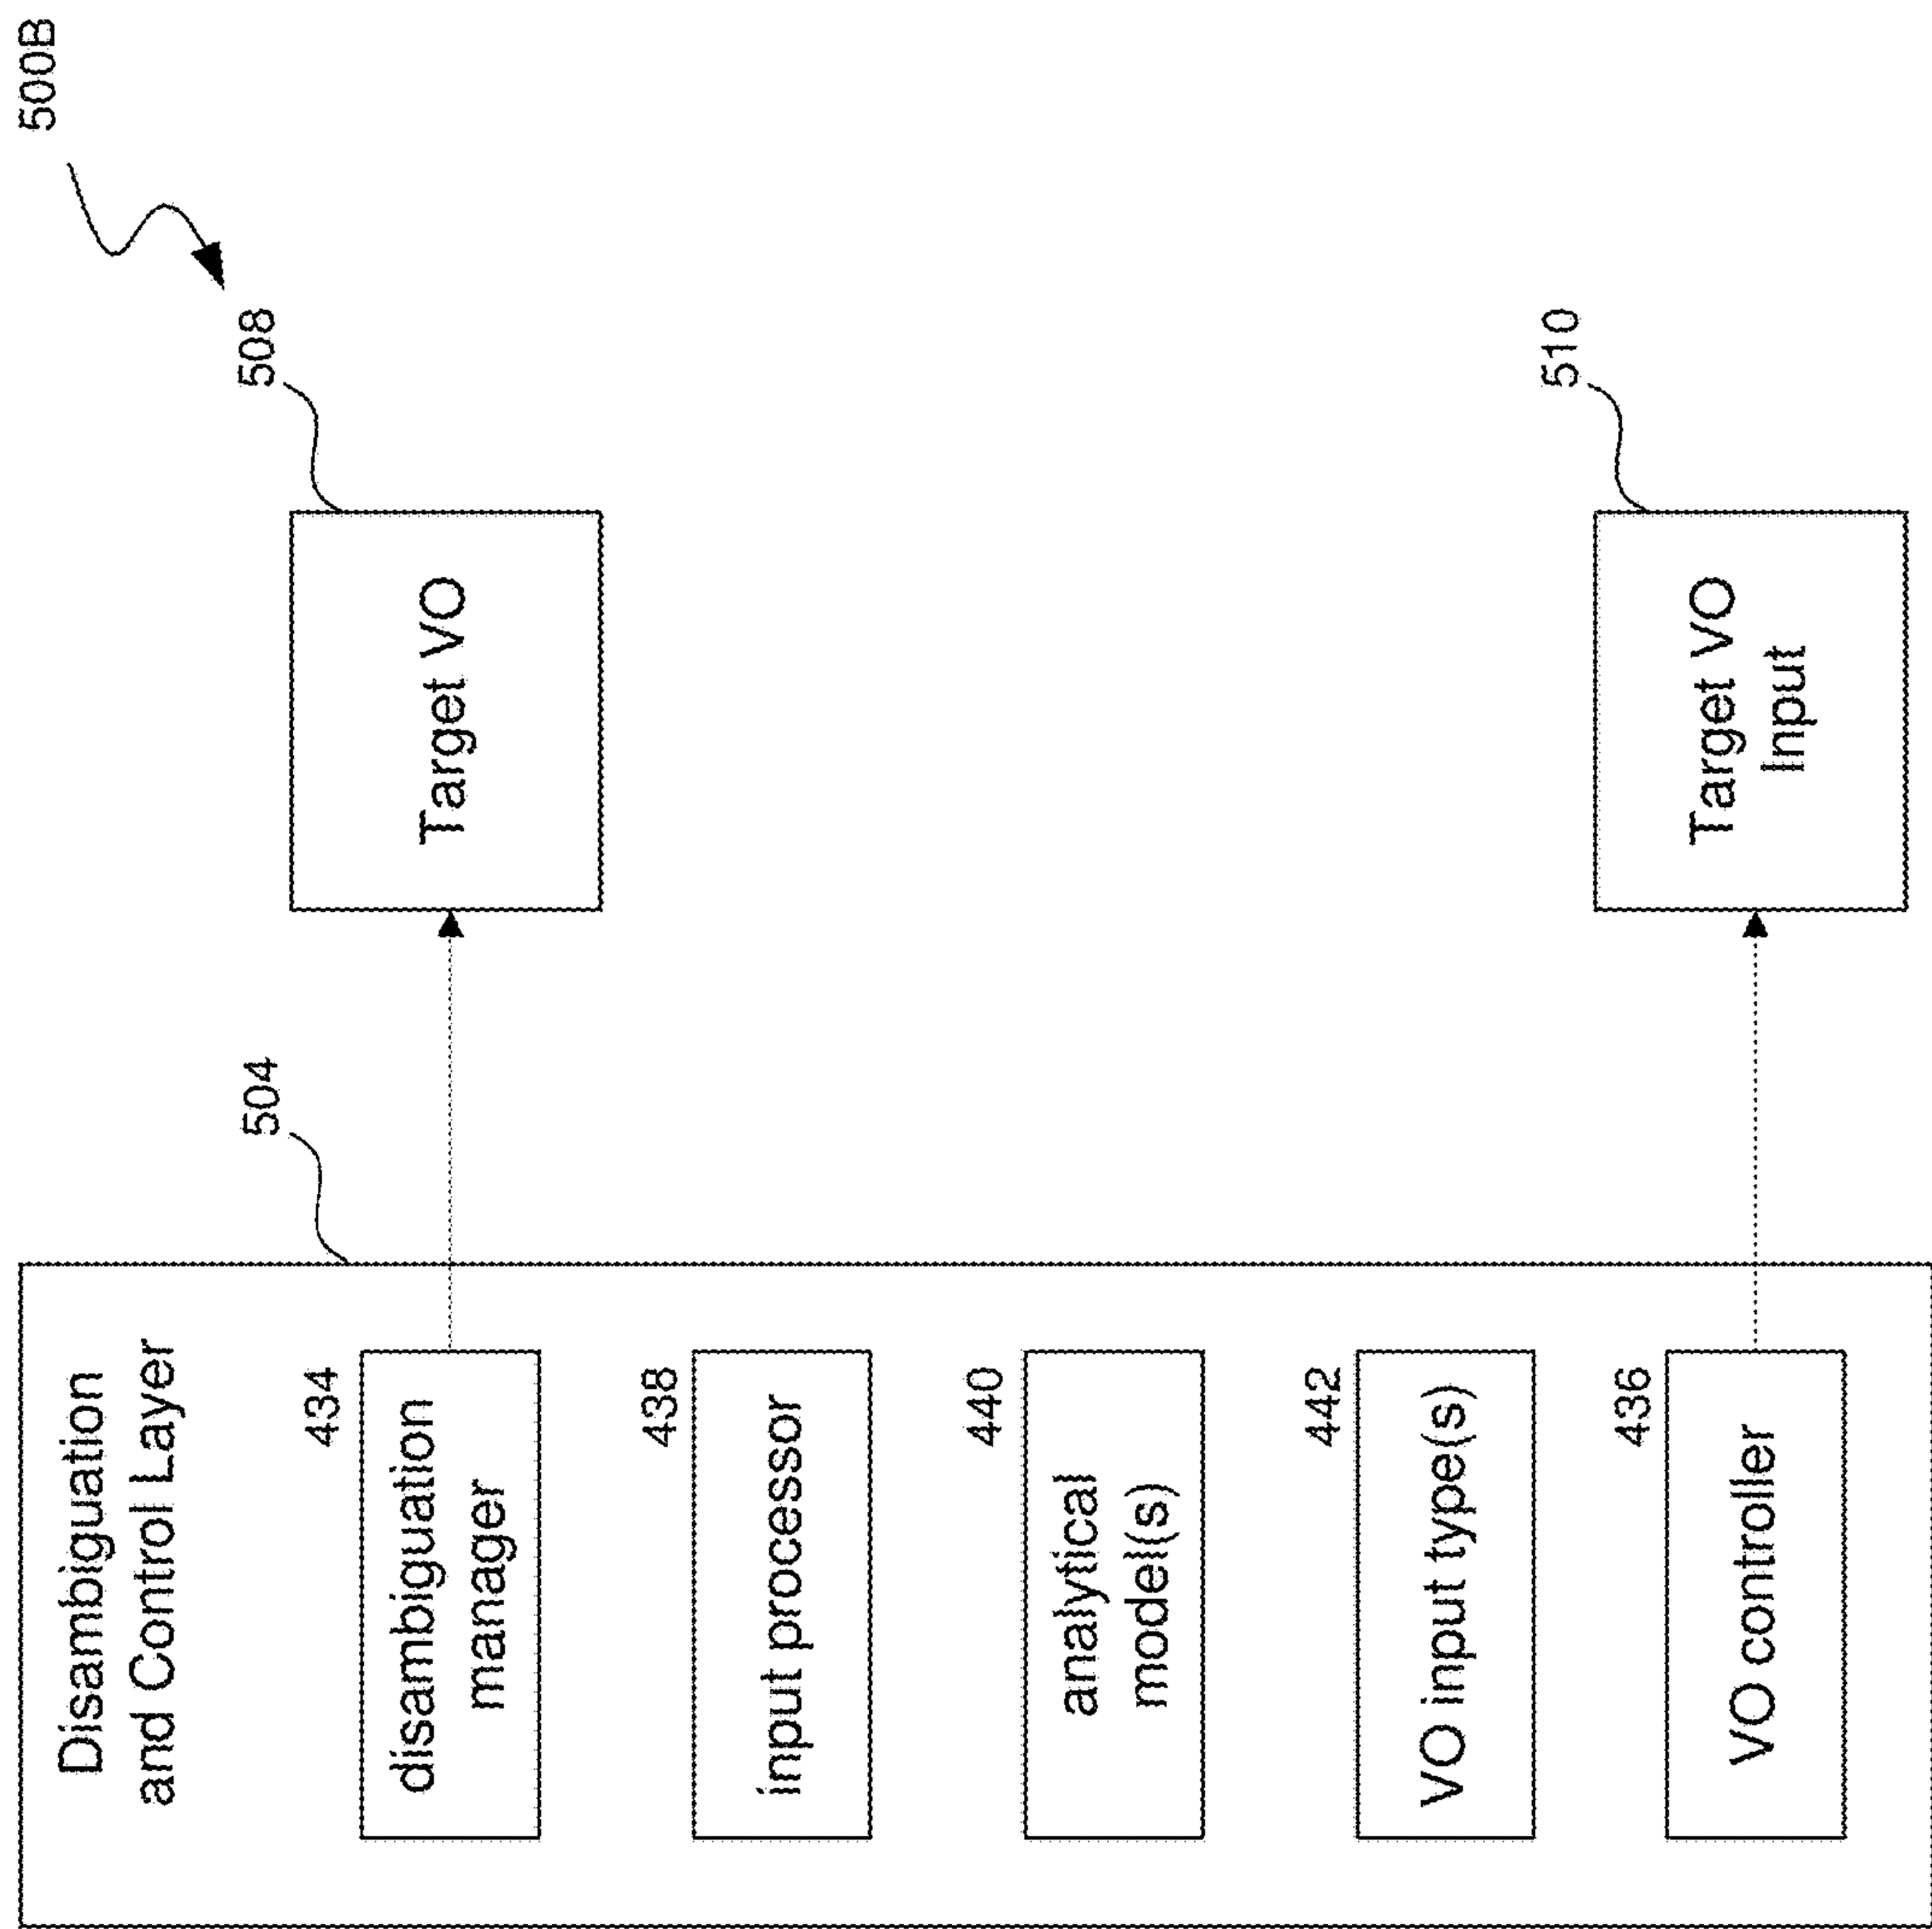 500B
Disambiguation
and Control Layer
504
508
434
disambiguation
manager
Target VO
438
input processor
440
analytical
model(s)
442
VO input type(s)
510
436
VO controller
Target VO
Input